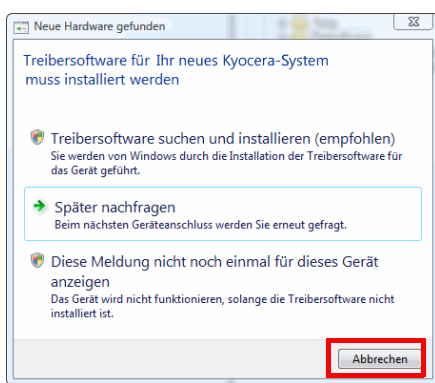 Neue Hardware gefunden
Treibersoftware für Ihr neues Kyocera-System
muss installiert werden
Treibersoftware suchen und installieren (empfohlen)
Sie werden von Windows durch die Installation der Treibersoftware für
das Gerät geführt.
Später nachfragen
Beim nächsten Geräteanschluss werden Sie erneut gefragt.
Diese Meldung nicht noch einmal für dieses Gerät
anzeigen
Das Gerät wird nicht funktionieren, solange die Treibersoftware nicht
installiert ist.
Abbrechen